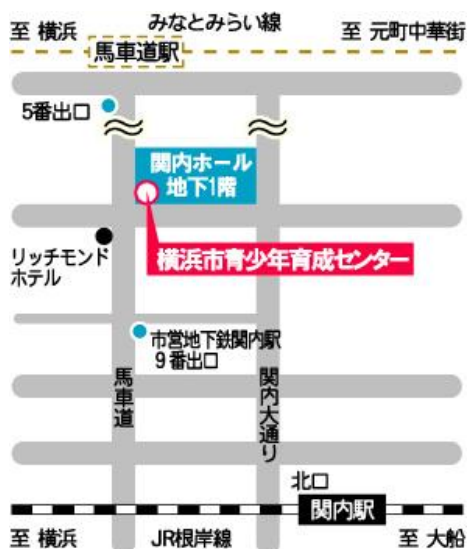 至 横浜
みなとみらい線
至 元町中華街
馬車道駅
5番出口
関内ホール
地下1階
リッチモンド
ホテル
横浜市青少年育成センター
市営地下鉄関内駅
9番出口
馬車道
関内大通り
北口
関内駅
至 横浜
JR根岸線
至 大船